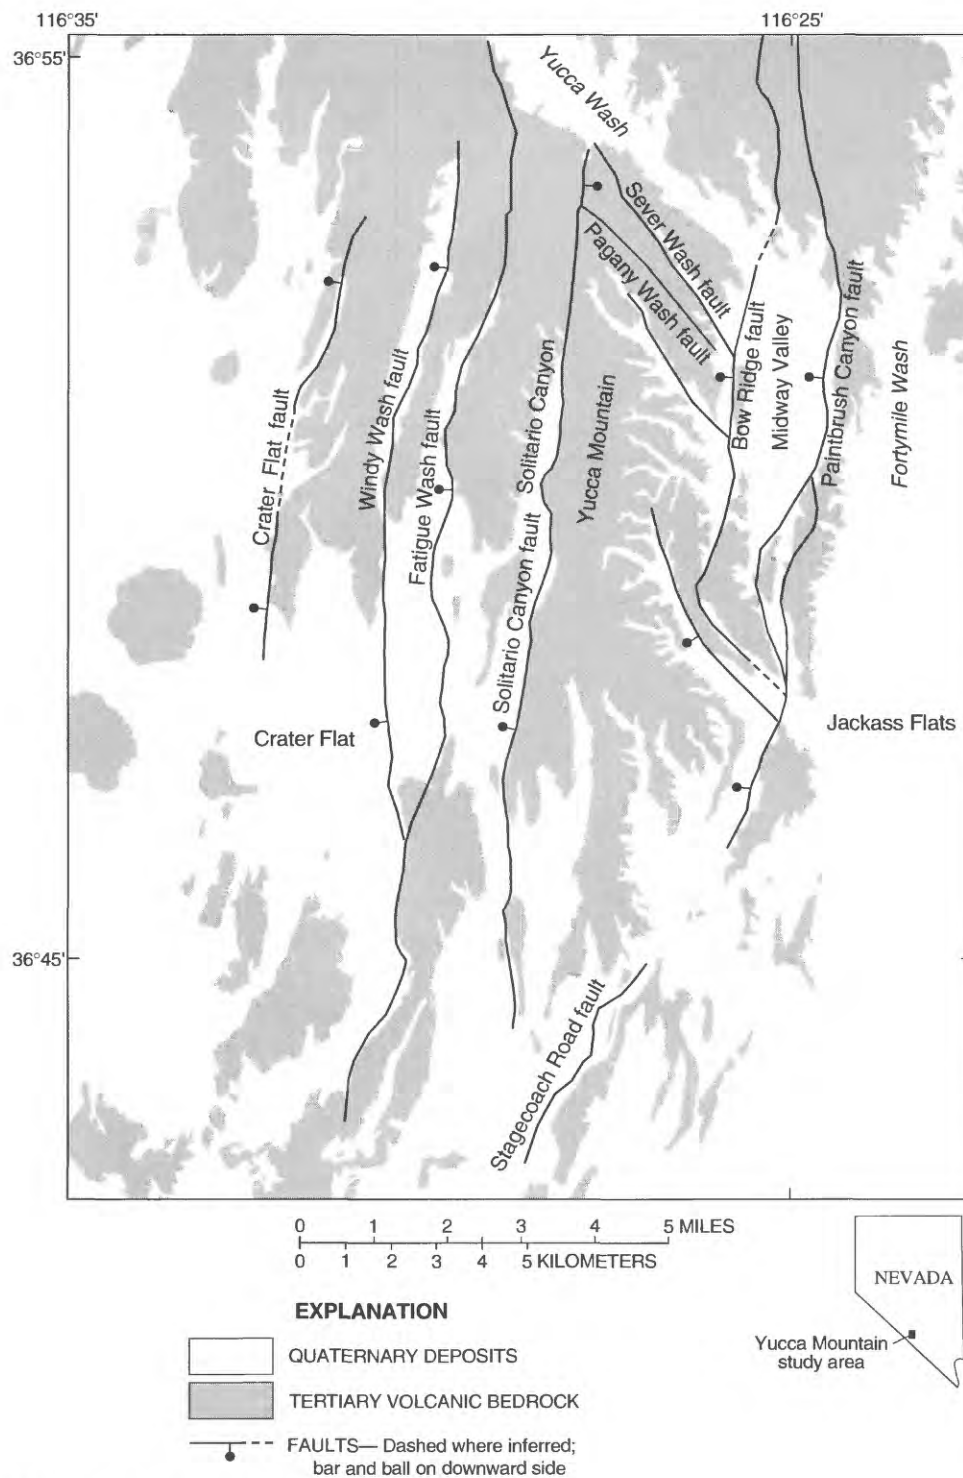 116°35'
116°25'
36°55'
Yucca Wash
Sever Wash fault
Pagany Wash fault
Bow Ridge fault
Midway Valley
Paintbrush Canyon fault
Fortymile Wash
Crater Flat fault
Windy Wash fault
Fatigue Wash fault
Solitario Canyon
Yucca Mountain
Solitario Canyon fault
Crater Flat
Jackass Flats
36°45'
Stagecoach Road fault
0 1 2 3 4 5 MILES
0 1 2 3 4 5 KILOMETERS
NEVADA
Yucca Mountain
study area
EXPLANATION
QUATERNARY DEPOSITS
TERTIARY VOLCANIC BEDROCK
FAULTS— Dashed where inferred;
bar and ball on downward side